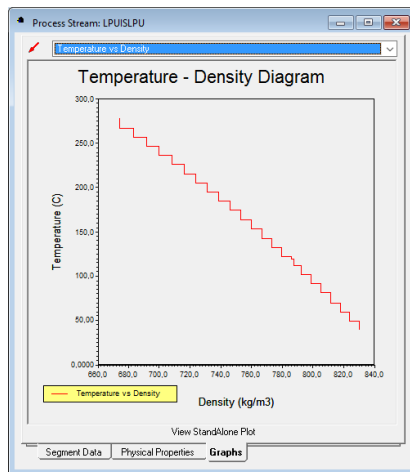 Process Stream: LPUISLPU
Temperature vs Density
Temperature - Density Diagram
300,0
250,0
200,0
150,0
100,0
50,00
0,0000
Temperature (C)
660,0 680,0 700,0 720,0 740,0 760,0 780,0 800,0 820,0 840,0
Temperature vs Density
Density (kg/m3)
View StandAlone Plot
Segment Data Physical Properties Graphs